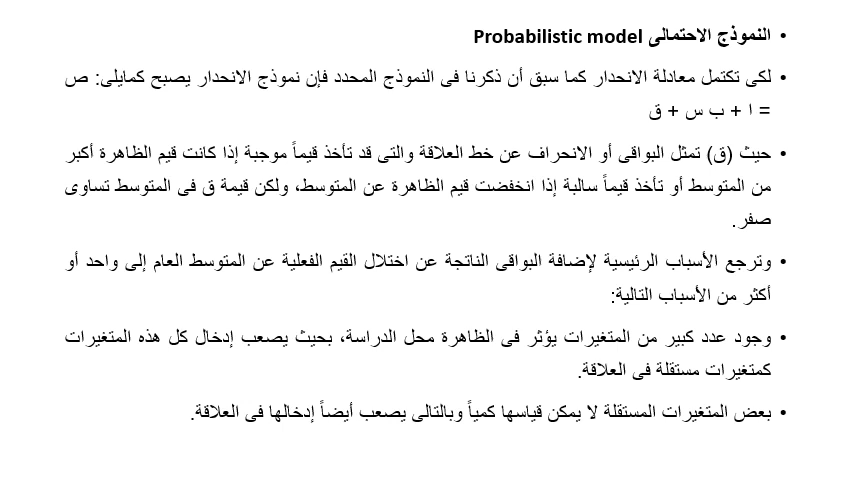 • النموذج الاحتمالى Probabilistic model
• لكى تكتمل معادلة الانحدار كما سبق أن ذكرنا فى النموذج المحدد فإن نموذج الانحدار يصبح كمايلى: ص
= ا + ب س + ق
• حيث (ق) تمثل البواقى أو الانحراف عن خط العلاقة والتى قد تأخذ قيماً موجبة إذا كانت قيم الظاهرة أكبر
من المتوسط أو تأخذ قيماً سالبة إذا انخفضت قيم الظاهرة عن المتوسط، ولكن قيمة ق فى المتوسط تساوى
صفر.
• وترجع الأسباب الرئيسية لإضافة البواقى الناتجة عن اختلال القيم الفعلية عن المتوسط العام إلى واحد أو
أكثر من الأسباب التالية:
• وجود عدد كبير من المتغيرات يؤثر فى الظاهرة محل الدراسة، بحيث يصعب إدخال كل هذه المتغيرات
كمتغيرات مستقلة فى العلاقة.
• بعض المتغيرات المستقلة لا يمكن قياسها كمياً وبالتالى يصعب أيضاً إدخالها فى العلاقة.